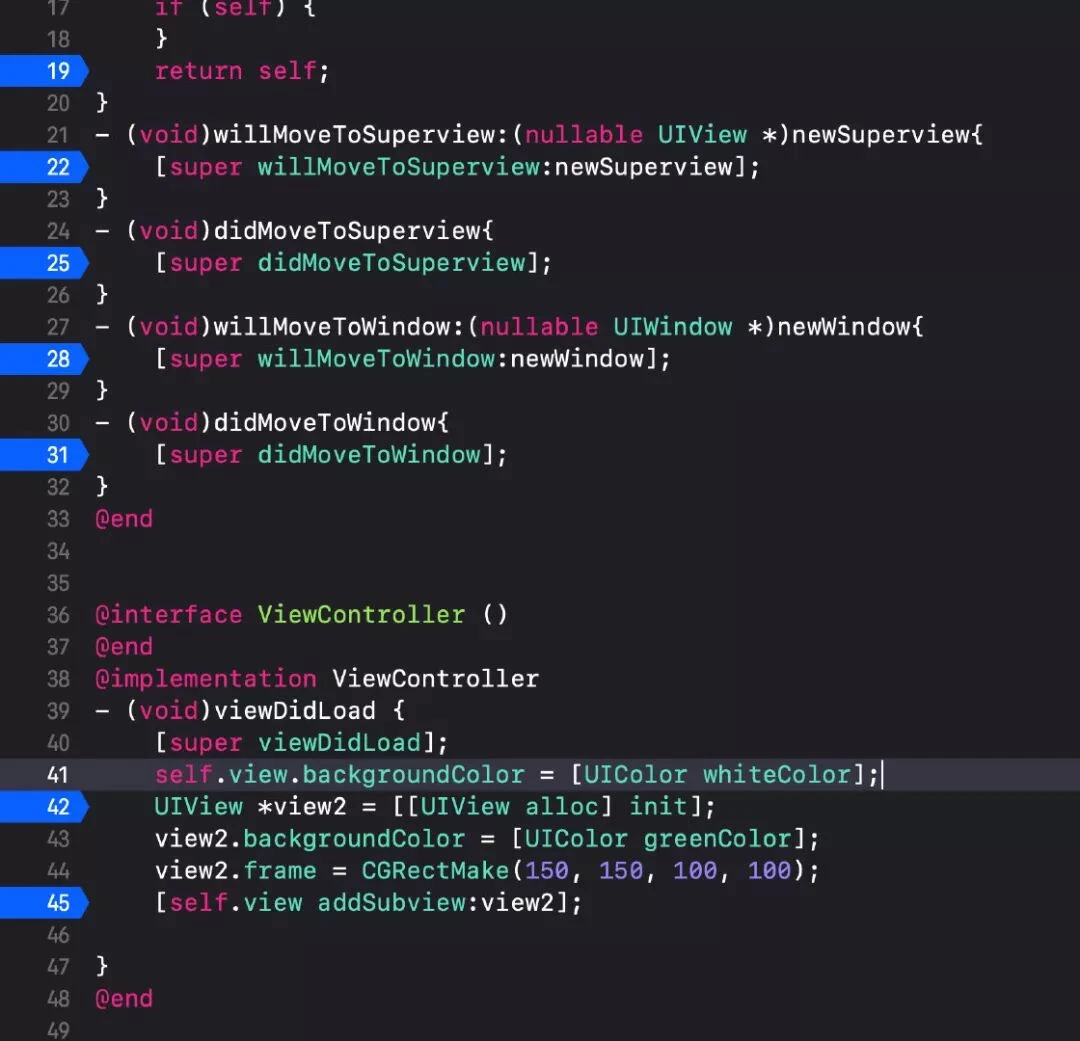 17 if (self) {
18 }
19 return self;
20 }
21 - (void)willMoveToSuperview:(nullable UIView *)newSuperview{
22 [super willMoveToSuperview:newSuperview];
23 }
24 - (void)didMoveToSuperview{
25 [super didMoveToSuperview];
26 }
27 - (void)willMoveToWindow:(nullable UIWindow *)newWindow{
28 [super willMoveToWindow:newWindow];
29 }
30 - (void)didMoveToWindow{
31 [super didMoveToWindow];
32 }
33 @end
34
35
36 @interface ViewController ()
37 @end
38 @implementation ViewController
39 - (void)viewDidLoad {
40 [super viewDidLoad];
41 self.view.backgroundColor = [UIColor whiteColor];
42 UIView *view2 = [[UIView alloc] init];
43 view2.backgroundColor = [UIColor greenColor];
44 view2.frame = CGRectMake(150, 150, 100, 100);
45 [self.view addSubview:view2];
46
47 }
48 @end
49